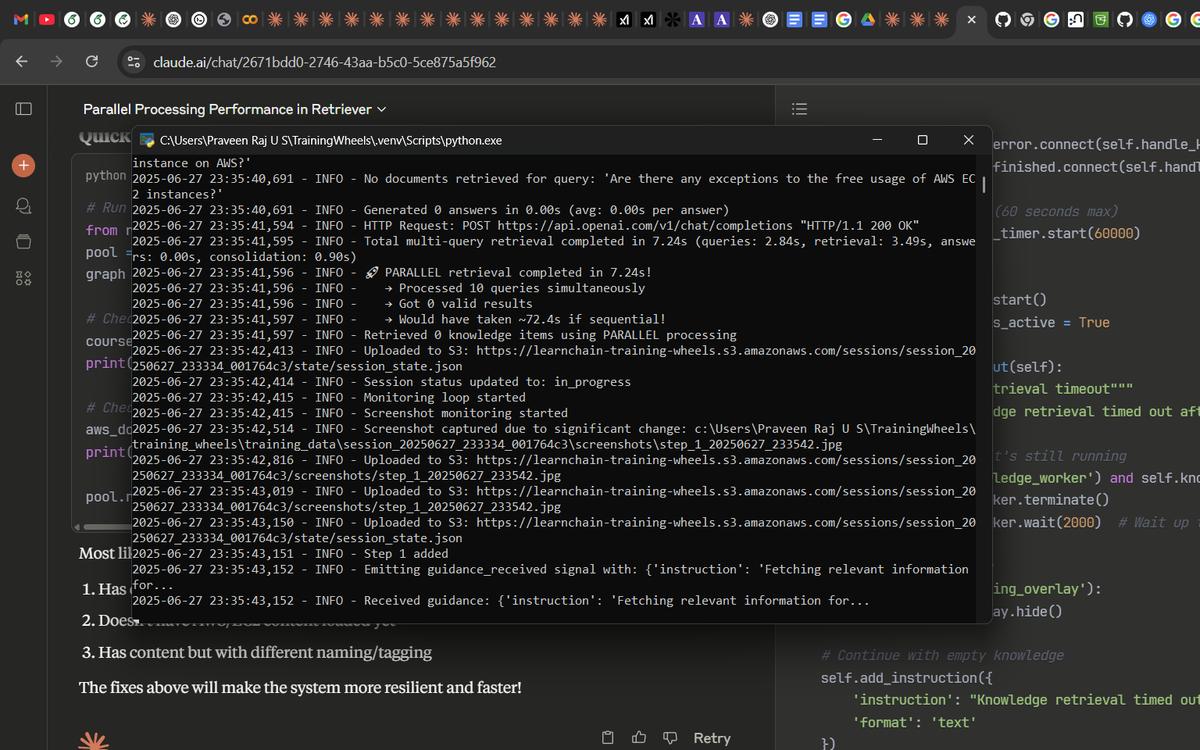 claude.ai/chat/2671bdd0-2746-43aa-b5c0-5ce875a5f962
Parallel Processing Performance in Retriever
Quick
python
# Run
from
pool =
graph
# Chec
course
print(
# Chec
aws_do
print(
pool.r
Most li
1. Has
2. Doesn't have AWS/EC2 content loaded yet
3. Has content but with different naming/tagging
The fixes above will make the system more resilient and faster!
Retry
C:\Users\Praveen Raj U S\TrainingWheels\.venv\Scripts\python.exe
instance on AWS?'
2025-06-27 23:35:40,691 - INFO - No documents retrieved for query: 'Are there any exceptions to the free usage of AWS EC
2 instances?'
2025-06-27 23:35:40,691 - INFO - Generated 0 answers in 0.00s (avg: 0.00s per answer)
2025-06-27 23:35:41,594 - INFO - HTTP Request: POST https://api.openai.com/v1/chat/completions "HTTP/1.1 200 OK"
2025-06-27 23:35:41,595 - INFO - Total multi-query retrieval completed in 7.24s (queries: 2.84s, retrieval: 3.49s, answe
rs: 0.00s, consolidation: 0.90s)
2025-06-27 23:35:41,596 - INFO - 🚀 PARALLEL retrieval completed in 7.24s!
2025-06-27 23:35:41,596 - INFO -    → Processed 10 queries simultaneously
2025-06-27 23:35:41,596 - INFO -    → Got 0 valid results
2025-06-27 23:35:41,597 - INFO -    → Would have taken ~72.4s if sequential!
2025-06-27 23:35:41,597 - INFO - Retrieved 0 knowledge items using PARALLEL processing
2025-06-27 23:35:42,413 - INFO - Uploaded to S3: https://learnchain-training-wheels.s3.amazonaws.com/sessions/session_20
250627_233334_001764c3/state/session_state.json
2025-06-27 23:35:42,414 - INFO - Session status updated to: in_progress
2025-06-27 23:35:42,415 - INFO - Monitoring loop started
2025-06-27 23:35:42,415 - INFO - Screenshot monitoring started
2025-06-27 23:35:42,514 - INFO - Screenshot captured due to significant change: c:\Users\Praveen Raj U S\TrainingWheels\
training_wheels\training_data\session_20250627_233334_001764c3\screenshots\step_1_20250627_233542.jpg
2025-06-27 23:35:42,816 - INFO - Uploaded to S3: https://learnchain-training-wheels.s3.amazonaws.com/sessions/session_20
250627_233334_001764c3/screenshots/step_1_20250627_233542.jpg
2025-06-27 23:35:43,019 - INFO - Uploaded to S3: https://learnchain-training-wheels.s3.amazonaws.com/sessions/session_20
250627_233334_001764c3/screenshots/step_1_20250627_233542.jpg
2025-06-27 23:35:43,150 - INFO - Uploaded to S3: https://learnchain-training-wheels.s3.amazonaws.com/sessions/session_20
250627_233334_001764c3/state/session_state.json
2025-06-27 23:35:43,151 - INFO - Step 1 added
2025-06-27 23:35:43,152 - INFO - Emitting guidance_received signal with: {'instruction': 'Fetching relevant information
for...
2025-06-27 23:35:43,152 - INFO - Received guidance: {'instruction': 'Fetching relevant information for...
error.connect(self.handle_k
finished.connect(self.hand
(60 seconds max)
_timer.start(60000)
start()
s_active = True
ut(self):
trieval timeout"""
dge retrieval timed out aft
t's still running
ledge_worker') and self.kno
ker.terminate()
ker.wait(2000)  # Wait up t
ing_overlay'):
ay.hide()
# Continue with empty knowledge
self.add_instruction({
'instruction': "Knowledge retrieval timed out
'format': 'text'
})